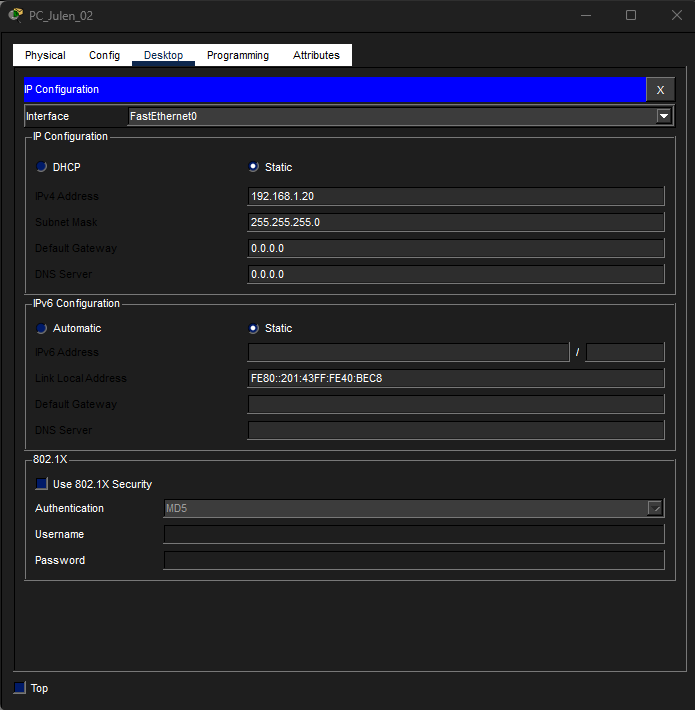 PC_Julen_02
Physical Config Desktop Programming Attributes
IP Configuration X
Interface FastEthernet0
IP Configuration
DHCP Static
IPv4 Address 192.168.1.20
Subnet Mask 255.255.255.0
Default Gateway 0.0.0.0
DNS Server 0.0.0.0
IPv6 Configuration
Automatic Static
IPv6 Address /
Link Local Address FE80::201:43FF:FE40:BEC8
Default Gateway
DNS Server
802.1X
Use 802.1X Security
Authentication MD5
Username
Password
Top